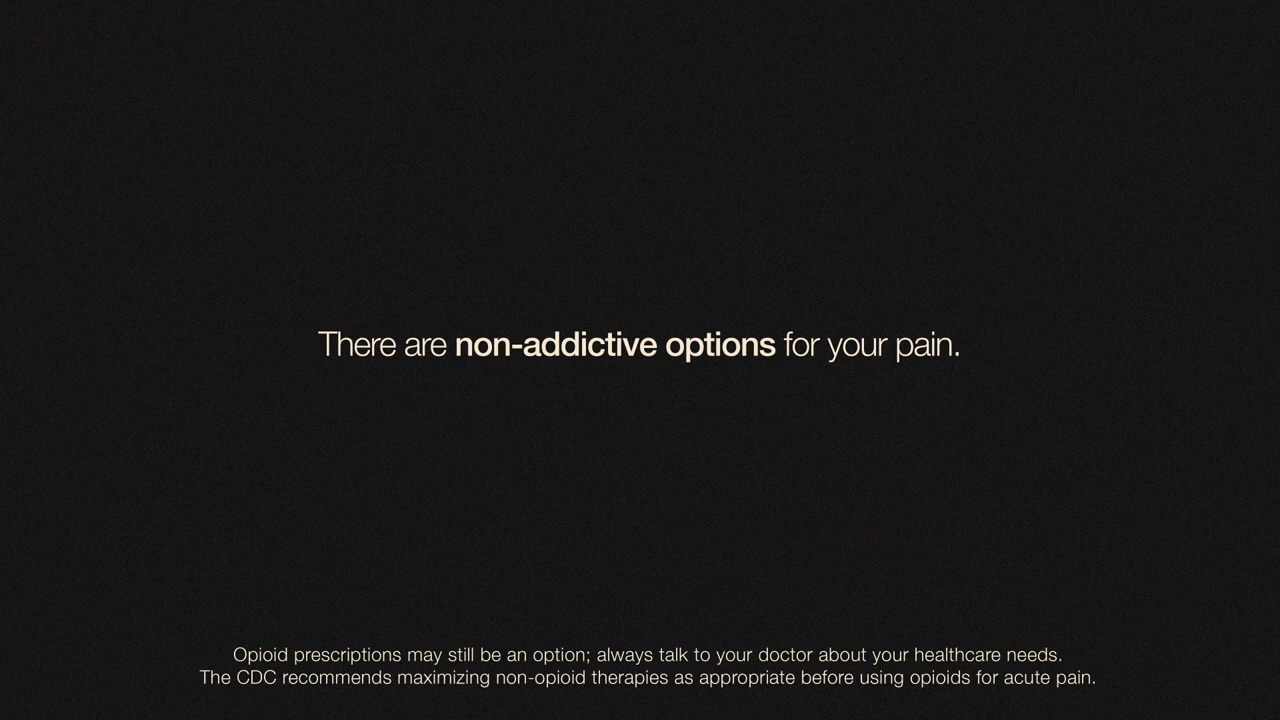 There are non-addictive options for your pain.
Opioid prescriptions may still be an option; always talk to your doctor about your healthcare needs.
The CDC recommends maximizing non-opioid therapies as appropriate before using opioids for acute pain.